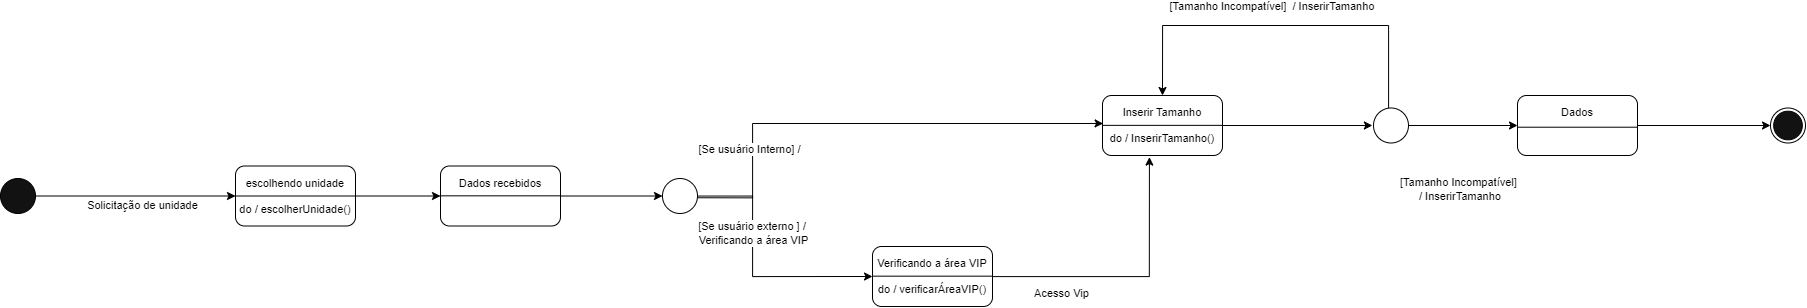 [Tamanho Incompatível]  / InserirTamanho
Inserir Tamanho
do / InserirTamanho()
Dados
[Se usuário Interno] /
escolhendo unidade
do / escolherUnidade()
Dados recebidos
Solicitação de unidade
[Tamanho Incompatível]
/ InserirTamanho
[Se usuário externo ] /
Verificando a área VIP
Verificando a área VIP
do / verificarÁreaVIP()
Acesso Vip